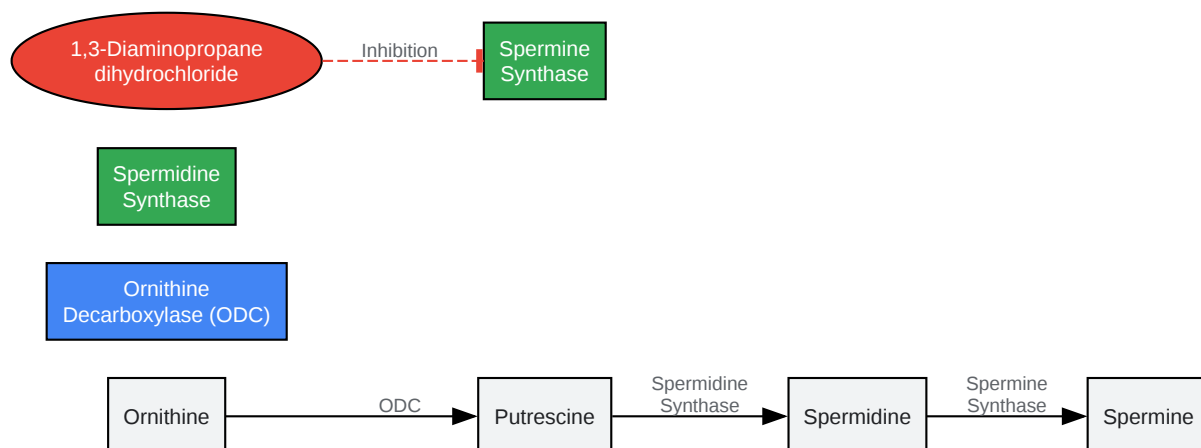 1,3-Diaminopropane
dihydrochloride
Inhibition
Spermine
Synthase
Spermidine
Synthase
Ornithine
Decarboxylase (ODC)
Ornithine
ODC
Putrescine
Spermidine
Synthase
Spermidine
Spermine
Synthase
Spermine